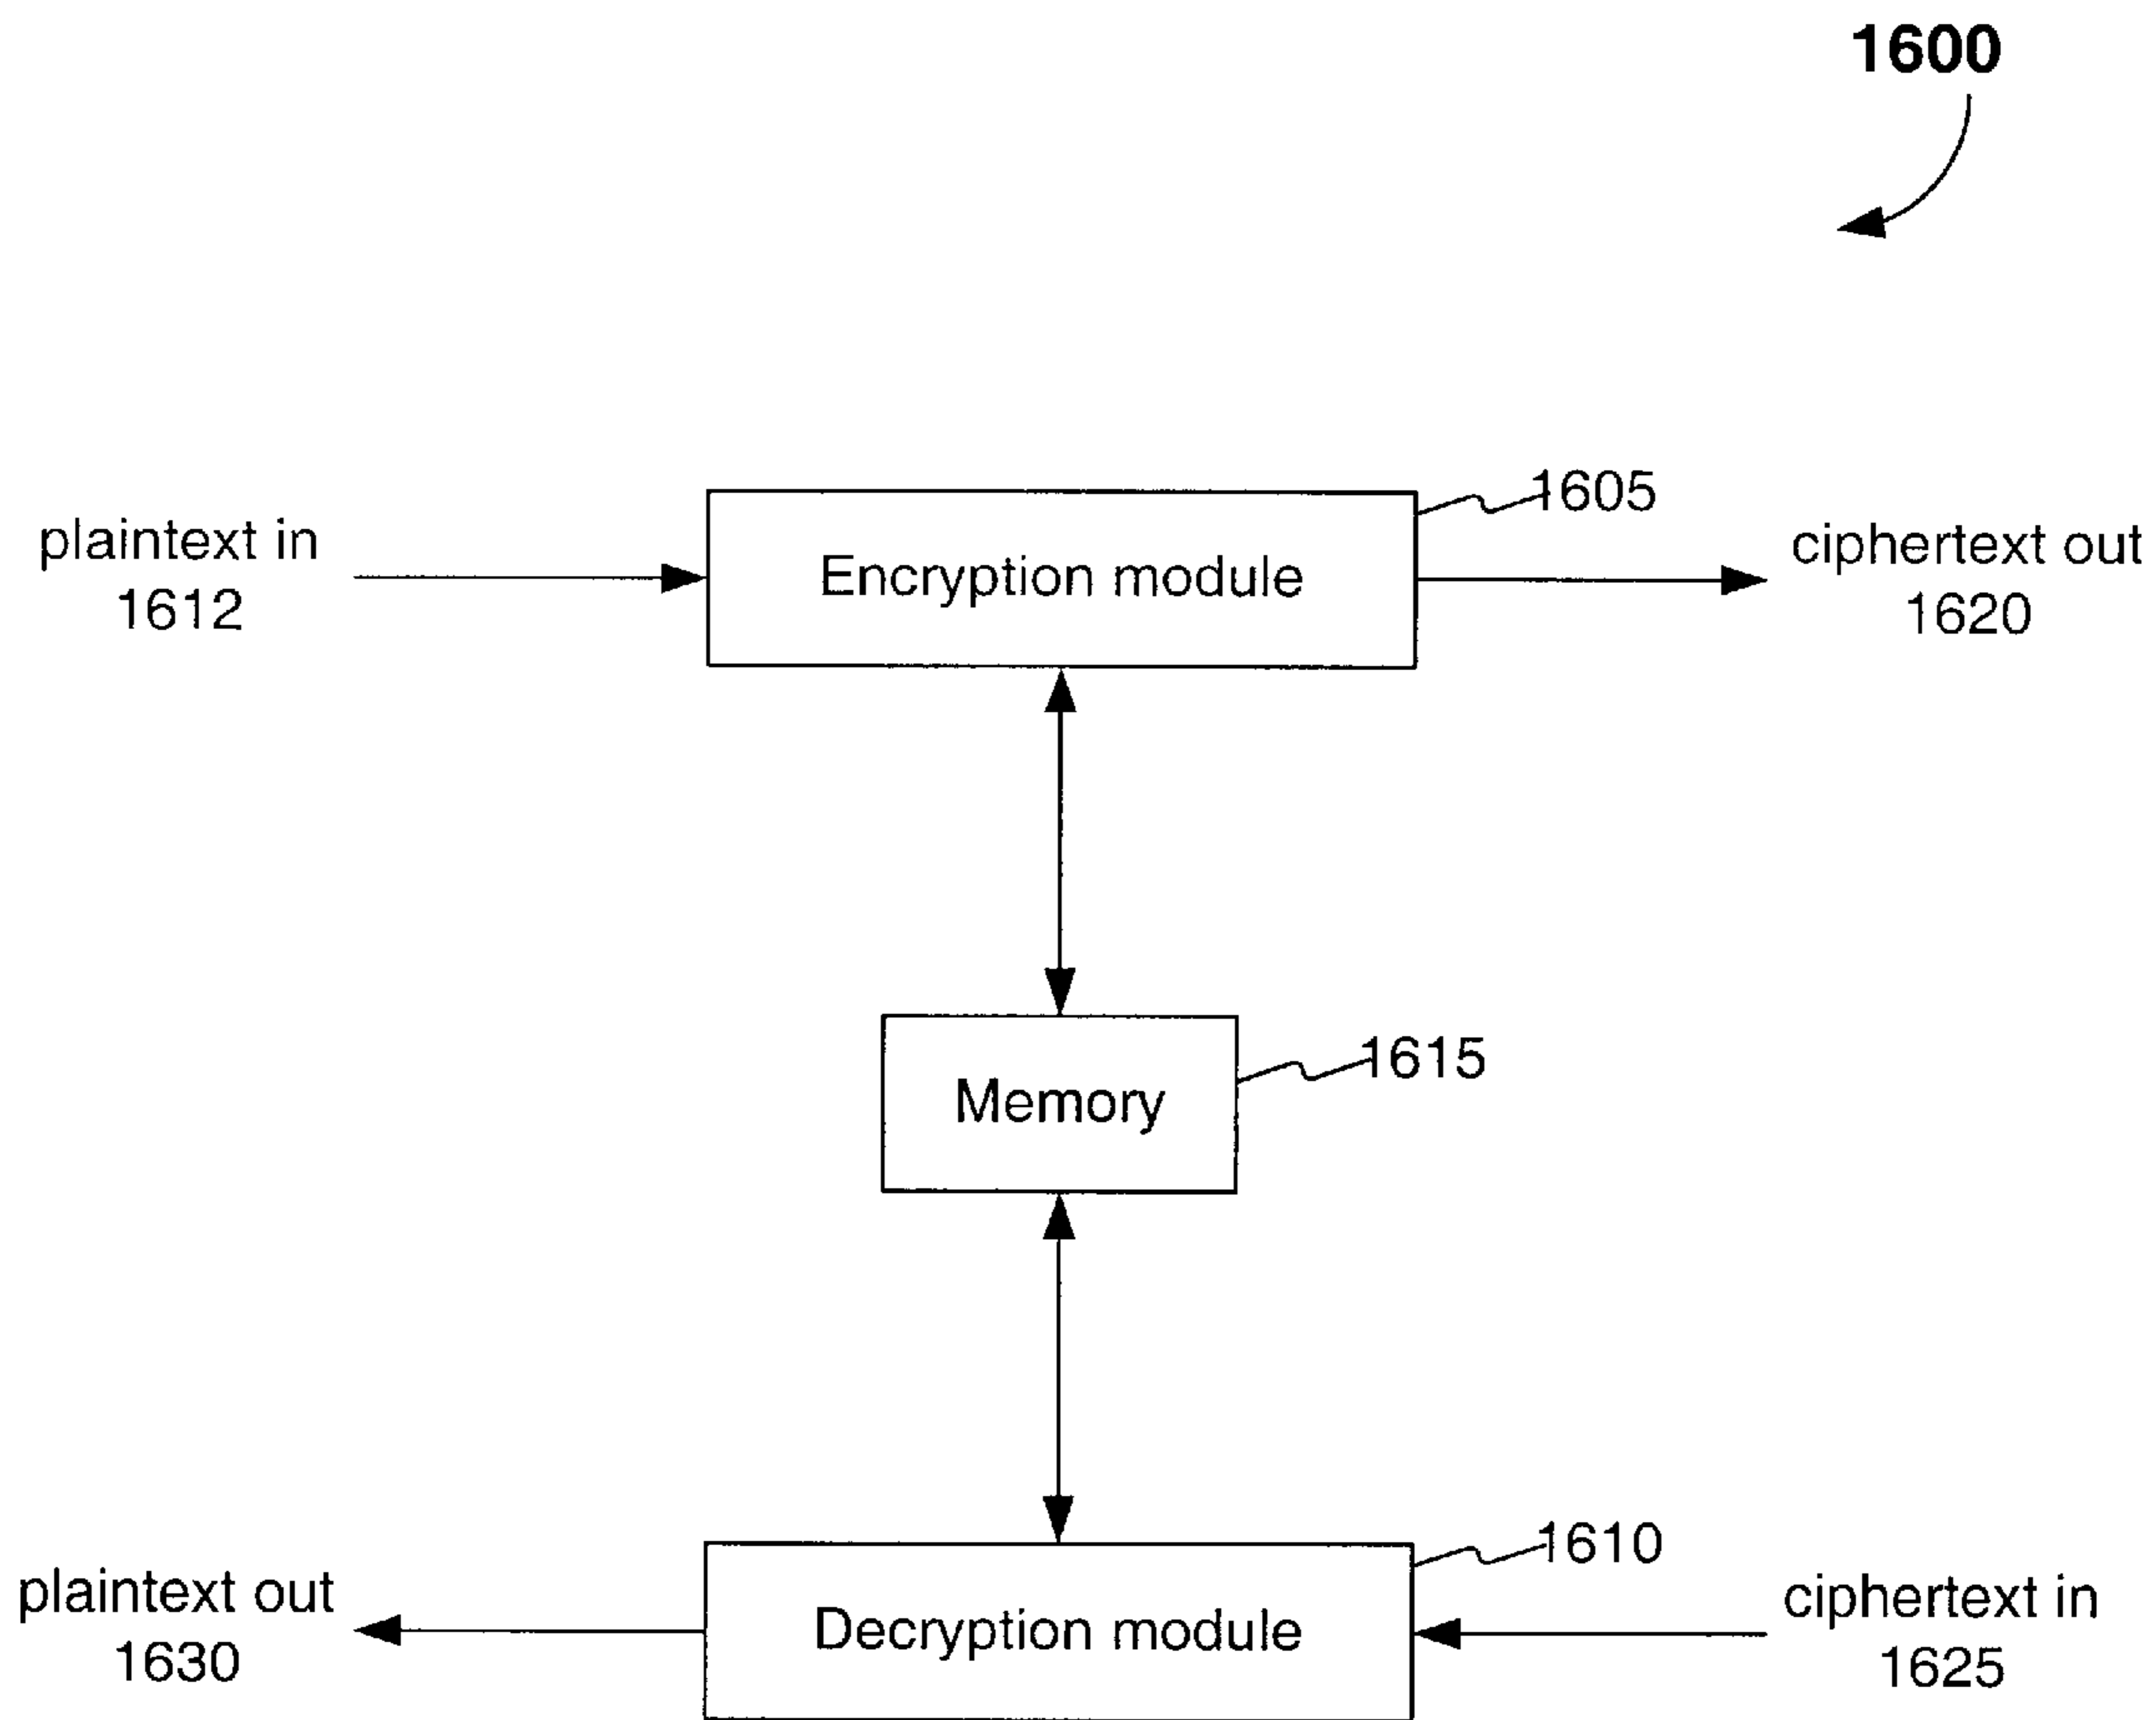 1600
1605
plaintext in
1612
Encryption module
ciphertext out
1620
1615
Memory
1610
plaintext out
1630
Decryption module
ciphertext in
1625